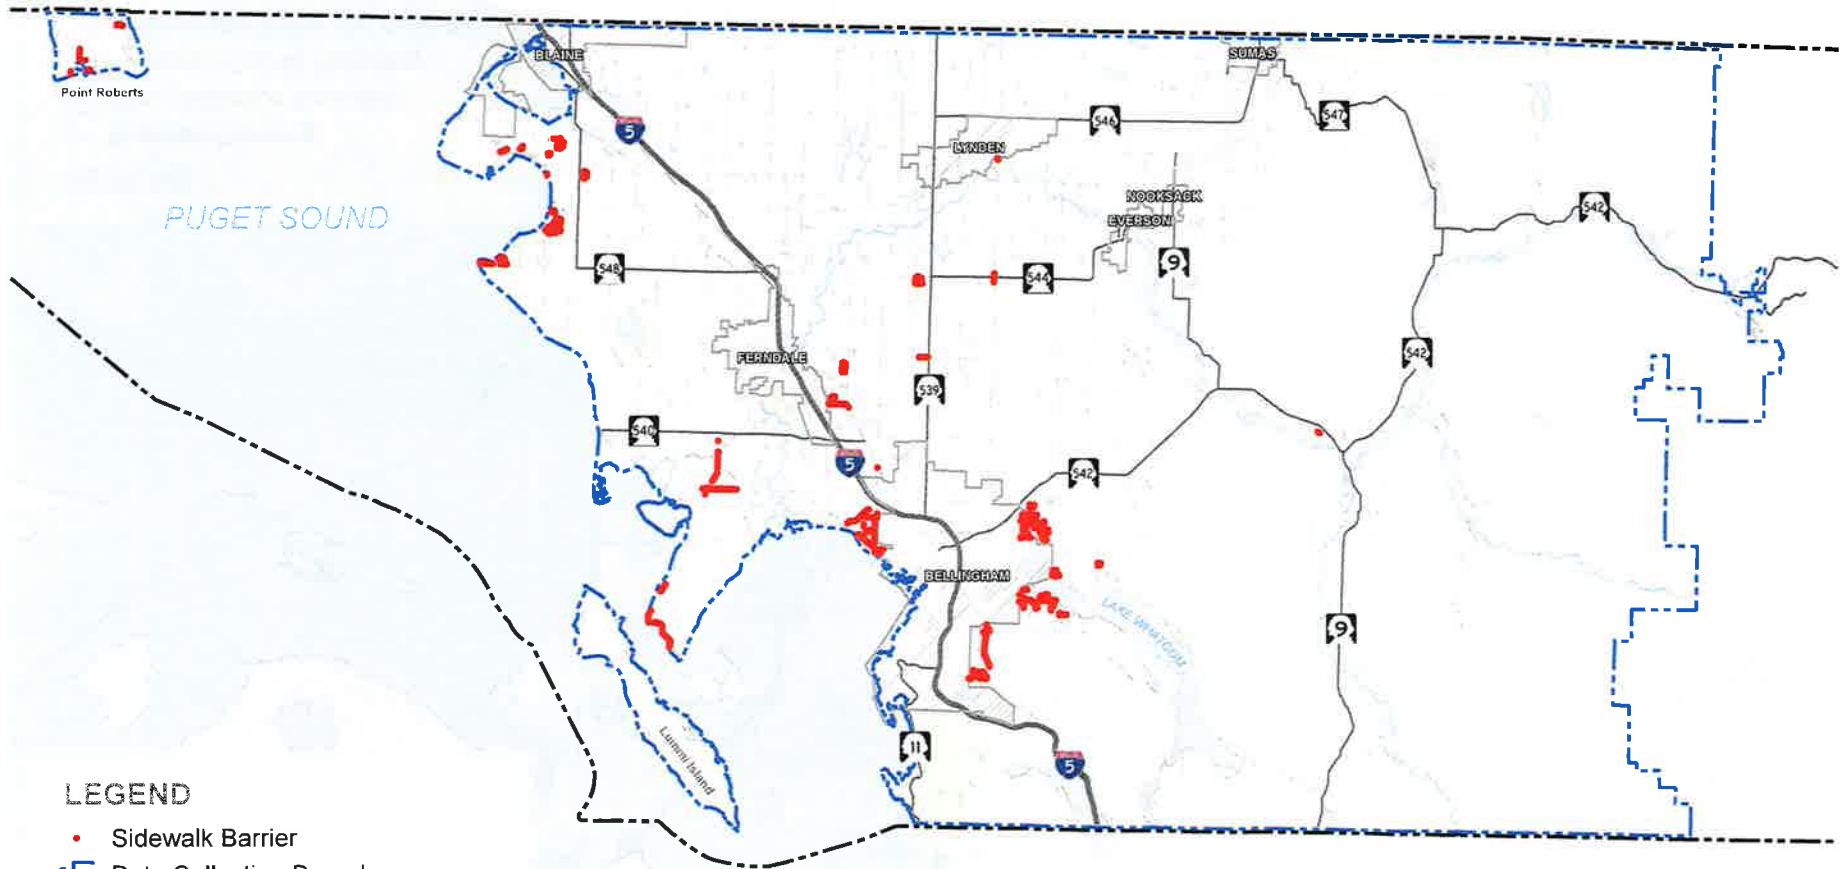 BLAINE
SUMAS
Point Roberts
5
546
547
LYNDEN
NOOKSACK
PUGET SOUND
542
EVERSON
548
544
9
FERNDALE
542
539
540
5
542
BELLINGHAM
LAKE WHATCOM
9
Lummi Island
11
5
LEGEND
Sidewalk Barrier